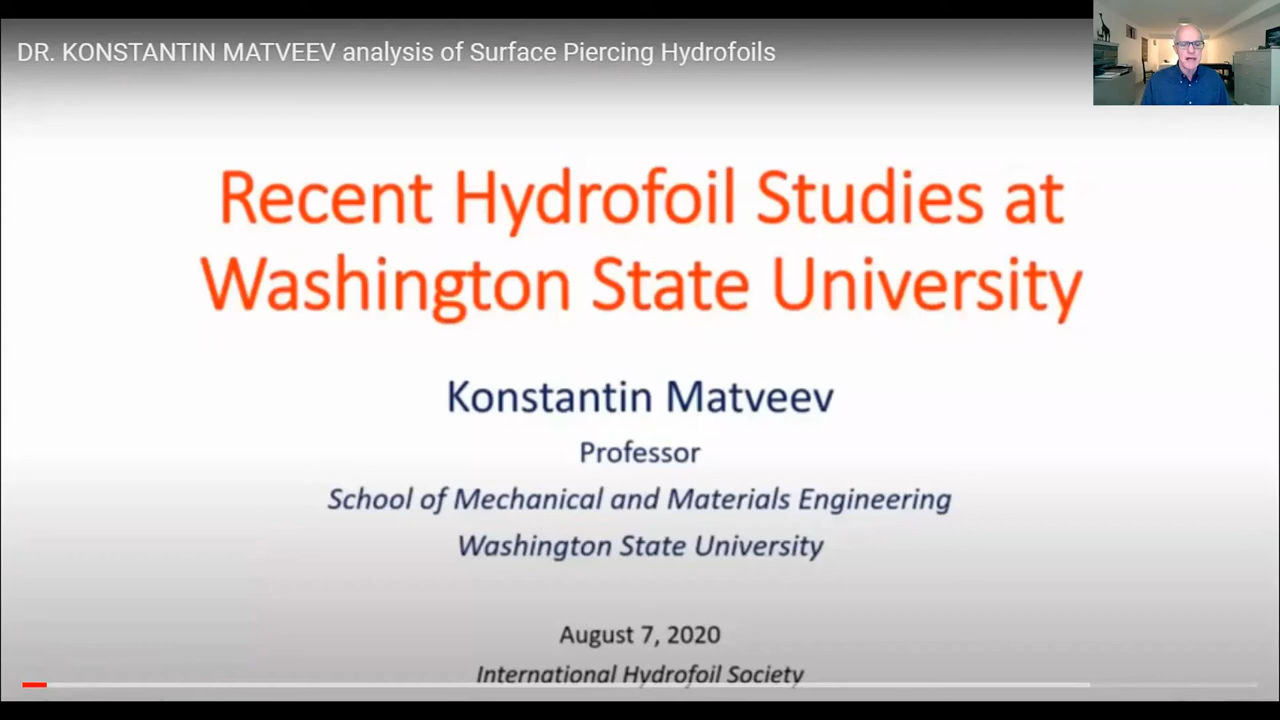 DR. KONSTANTIN MATVEEV analysis of Surface Piercing Hydrofoils
Recent Hydrofoil Studies at
Washington State University
Konstantin Matveev
Professor
School of Mechanical and Materials Engineering
Washington State University
August 7, 2020
International Hydrofoil Society